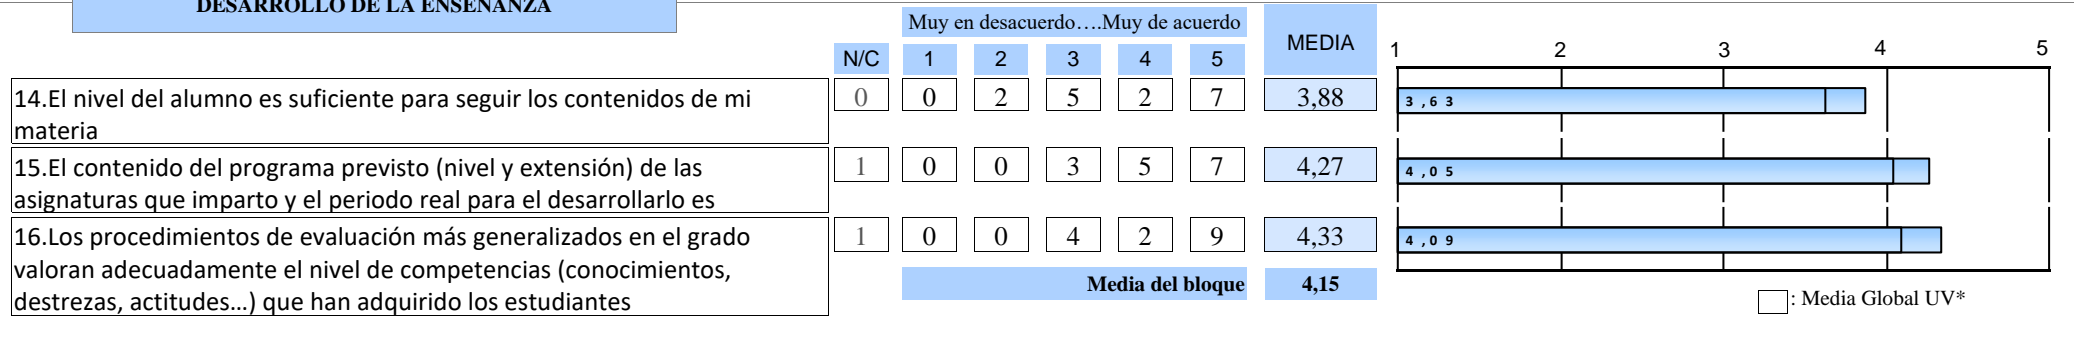 DESARROLLO DE LA ENSEÑANZA
Muy en desacuerdo….Muy de acuerdo
MEDIA
N/C 1 2 3 4 5
1 2 3 4 5
14.El nivel del alumno es suficiente para seguir los contenidos de mi
materia
0 0 2 5 2 7 3,88
3,63
15.El contenido del programa previsto (nivel y extensión) de las
asignaturas que imparto y el periodo real para el desarrollarlo es
1 0 0 3 5 7 4,27
4,05
16.Los procedimientos de evaluación más generalizados en el grado
valoran adecuadamente el nivel de competencias (conocimientos,
destrezas, actitudes…) que han adquirido los estudiantes
1 0 0 4 2 9 4,33
4,09
Media del bloque 4,15
: Media Global UV*